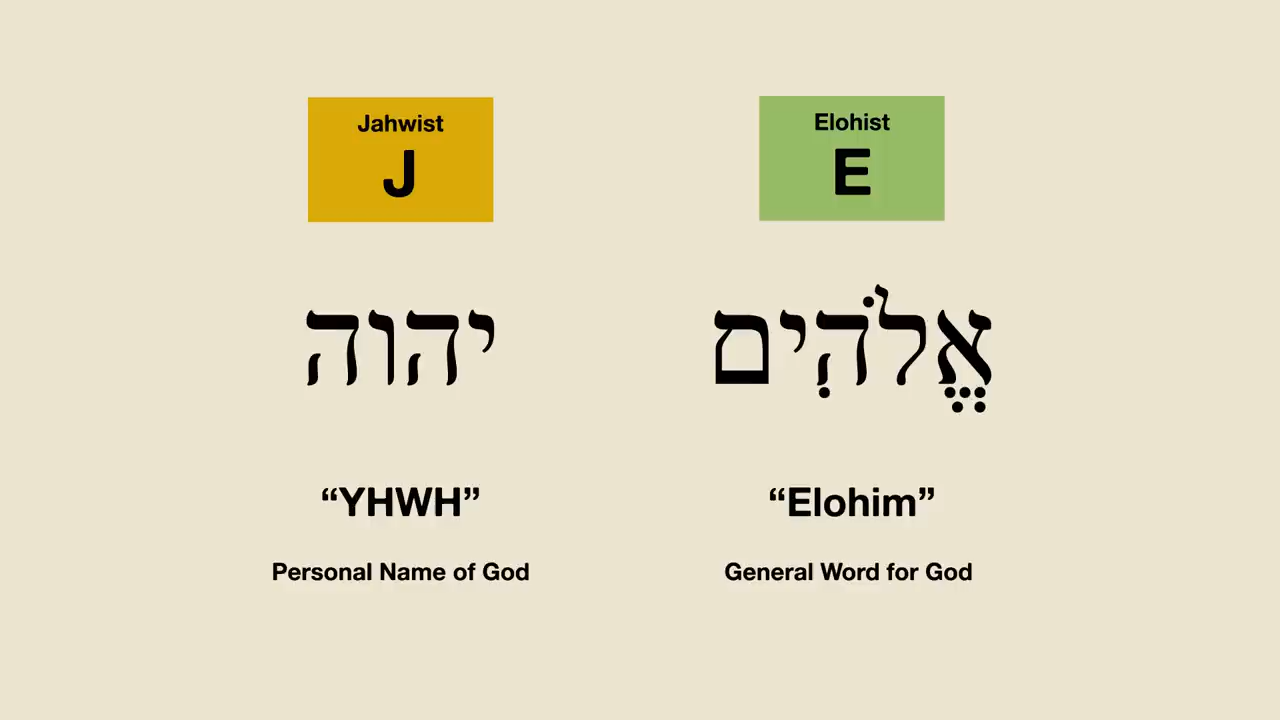 Jahwist
J
יהוה
“YHWH”
Personal Name of God
Elohist
E
אֱלֹהִים
“Elohim”
General Word for God